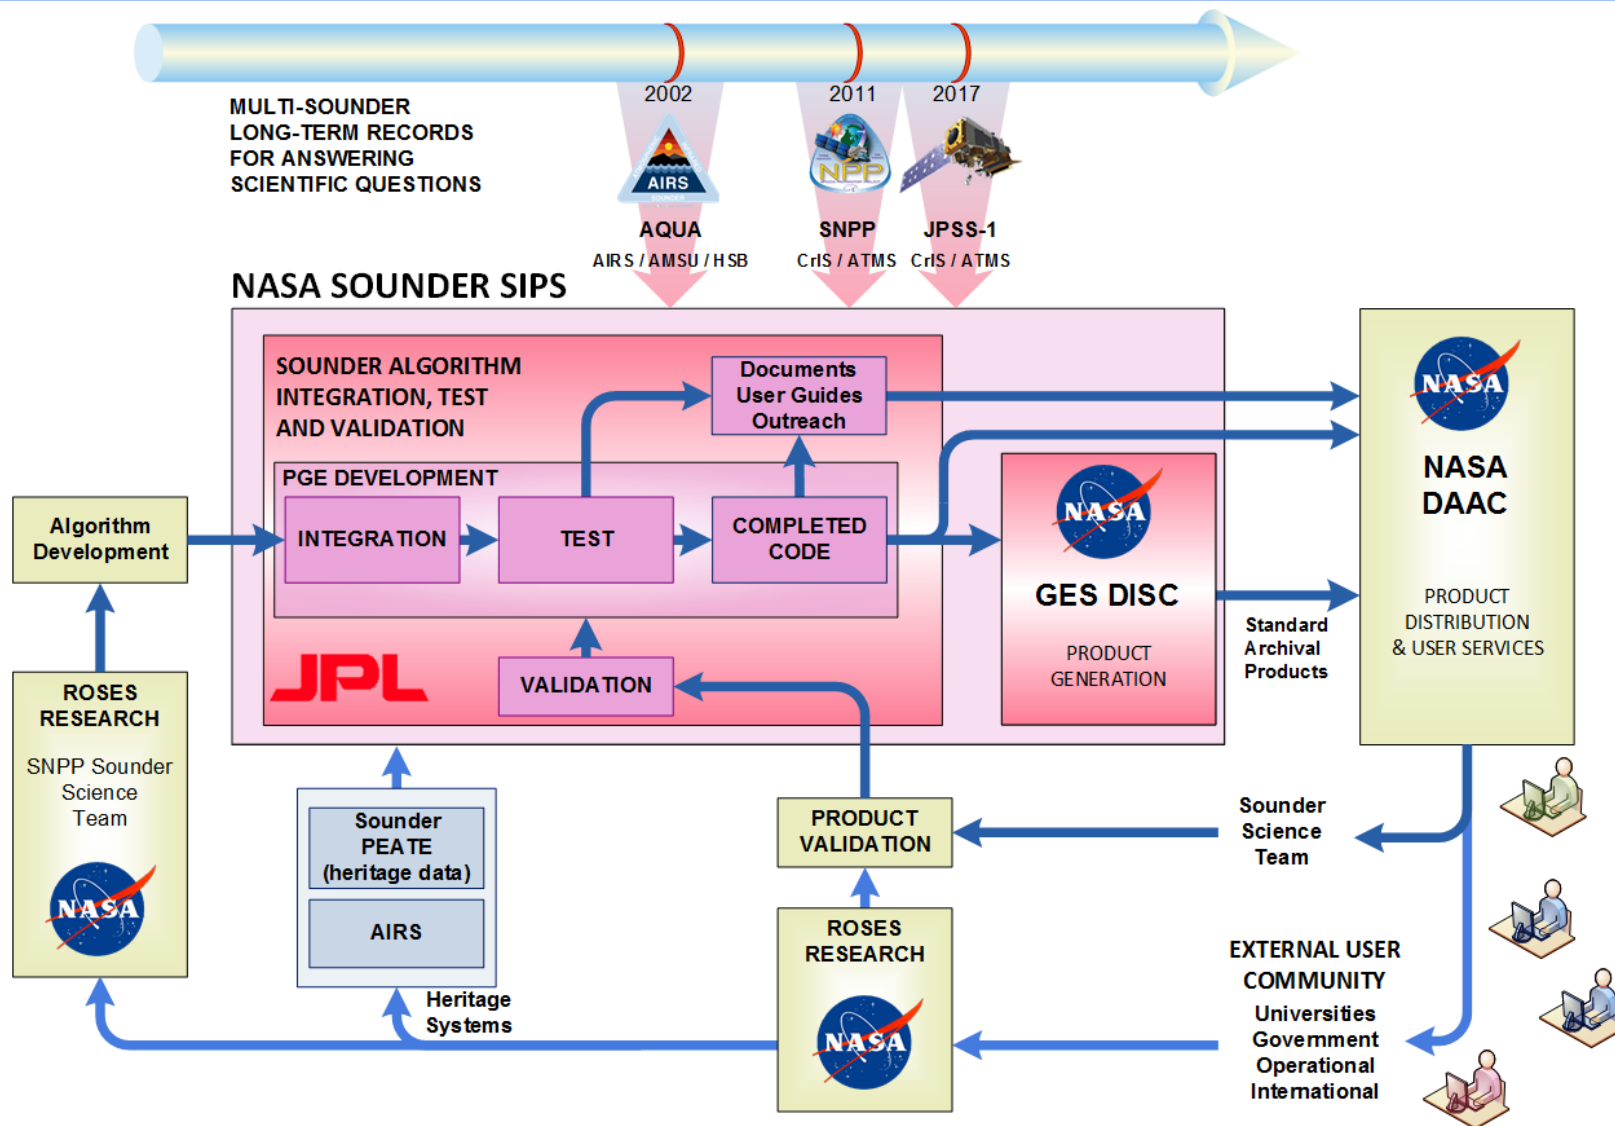 MULTI-SOUNDER
LONG-TERM RECORDS
FOR ANSWERING
SCIENTIFIC QUESTIONS
2002
2011
2017
AIRS
SOUNDER
NPP
AQUA
SNPP
JPSS-1
AIRS / AMSU / HSB
CrIS / ATMS
CrIS / ATMS
NASA SOUNDER SIPS
SOUNDER ALGORITHM
INTEGRATION, TEST
AND VALIDATION
Documents
User Guides
Outreach
PGE DEVELOPMENT
INTEGRATION
TEST
COMPLETED
CODE
VALIDATION
JPL
NASA
GES DISC
PRODUCT
GENERATION
NASA
NASA
DAAC
PRODUCT
DISTRIBUTION
& USER SERVICES
Standard
Archival
Products
Algorithm
Development
ROSES
RESEARCH
SNPP Sounder
Science
Team
NASA
Sounder
PEATE
(heritage data)
AIRS
Heritage
Systems
PRODUCT
VALIDATION
ROSES
RESEARCH
NASA
Sounder
Science
Team
EXTERNAL USER
COMMUNITY
Universities
Government
Operational
International